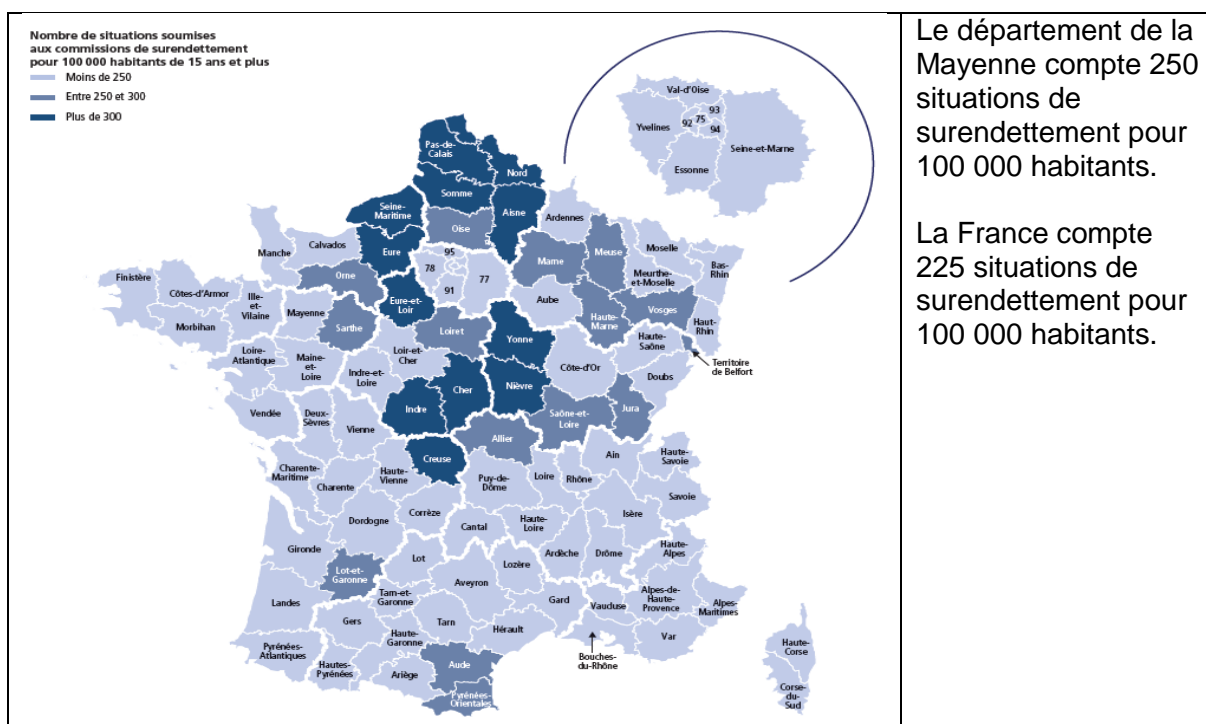 Nombre de situations soumises
aux commissions de surendettement
pour 100 000 habitants de 15 ans et plus
Moins de 250
Entre 250 et 300
Plus de 300
Val-d'Oise
93
92 75
94
Yvelines
Seine-et-Marne
Essonne
Pas-de-
Calais
Nord
Somme
Seine-
Maritime
Aisne
Ardennes
Oise
Manche
Calvados
Eure
95
78
77
91
Marne
Meuse
Moselle
Meurthe-
et-Moselle
Bas-
Rhin
Finistère
Côtes-d'Armor
Ille-
et-
Vilaine
Orne
Mayenne
Eure-et-
Loir
Aube
Haute-
Marne
Vosges
Haut-
Rhin
Morbihan
Sarthe
Loiret
Yonne
Haute-
Saône
Territoire
de Belfort
Loire-
Atlantique
Maine-
et-
Loire
Loir-et-
Cher
Indre-et-
Loire
Côte-d'Or
Doubs
Cher
Nièvre
Vendée
Deux-
Sèvres
Vienne
Indre
Saône-et-
Loire
Jura
Allier
Creuse
Charente-
Maritime
Charente
Haute-
Vienne
Puy-de-
Dôme
Loire
Rhône
Ain
Haute-
Savoie
Savoie
Corrèze
Dordogne
Cantal
Haute-
Loire
Isère
Gironde
Lot
Ardèche
Drôme
Haute-
Alpes
Lot-et-
Garonne
Lozère
Aveyron
Landes
Tarn-et-
Garonne
Gard
Vaucluse
Alpes-de-
Haute-
Provence
Alpes-
Maritimes
Gers
Tarn
Hérault
Haute-
Garonne
Var
Pyrénées-
Atlantiques
Hautes-
Pyrénées
Ariège
Aude
Bouches-
du-Rhône
Pyrénées-
Orientales
Haute-
Corse
Corse-
du-
Sud
Le département de la
Mayenne compte 250
situations de
surendettement pour
100 000 habitants.
La France compte
225 situations de
surendettement pour
100 000 habitants.